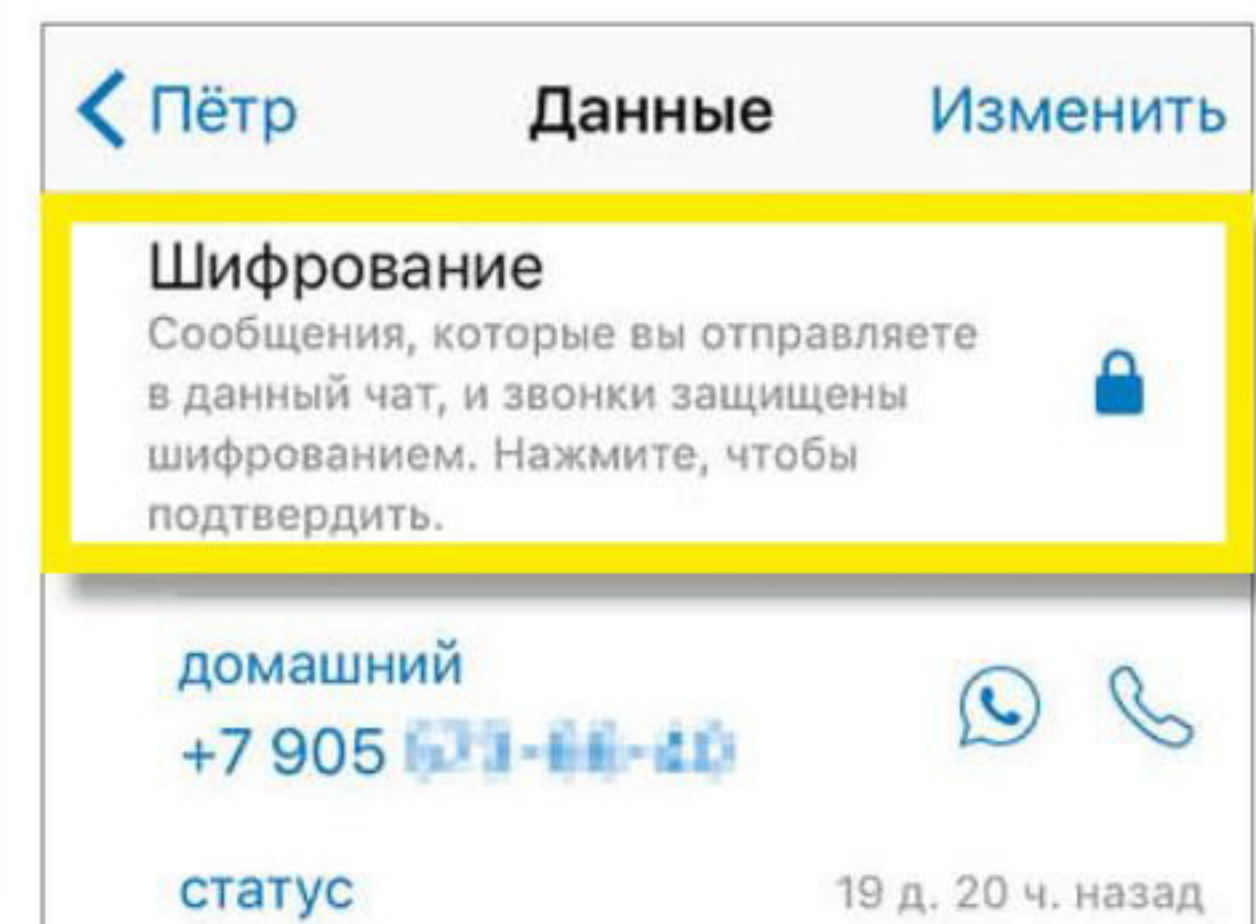 Пётр Данные Изменить
Шифрование
Сообщения, которые вы отправляете
в данный чат, и звонки защищены
шифрованием. Нажмите, чтобы
подтвердить.
домашний
+7 905
статус 19 д. 20 ч. назад